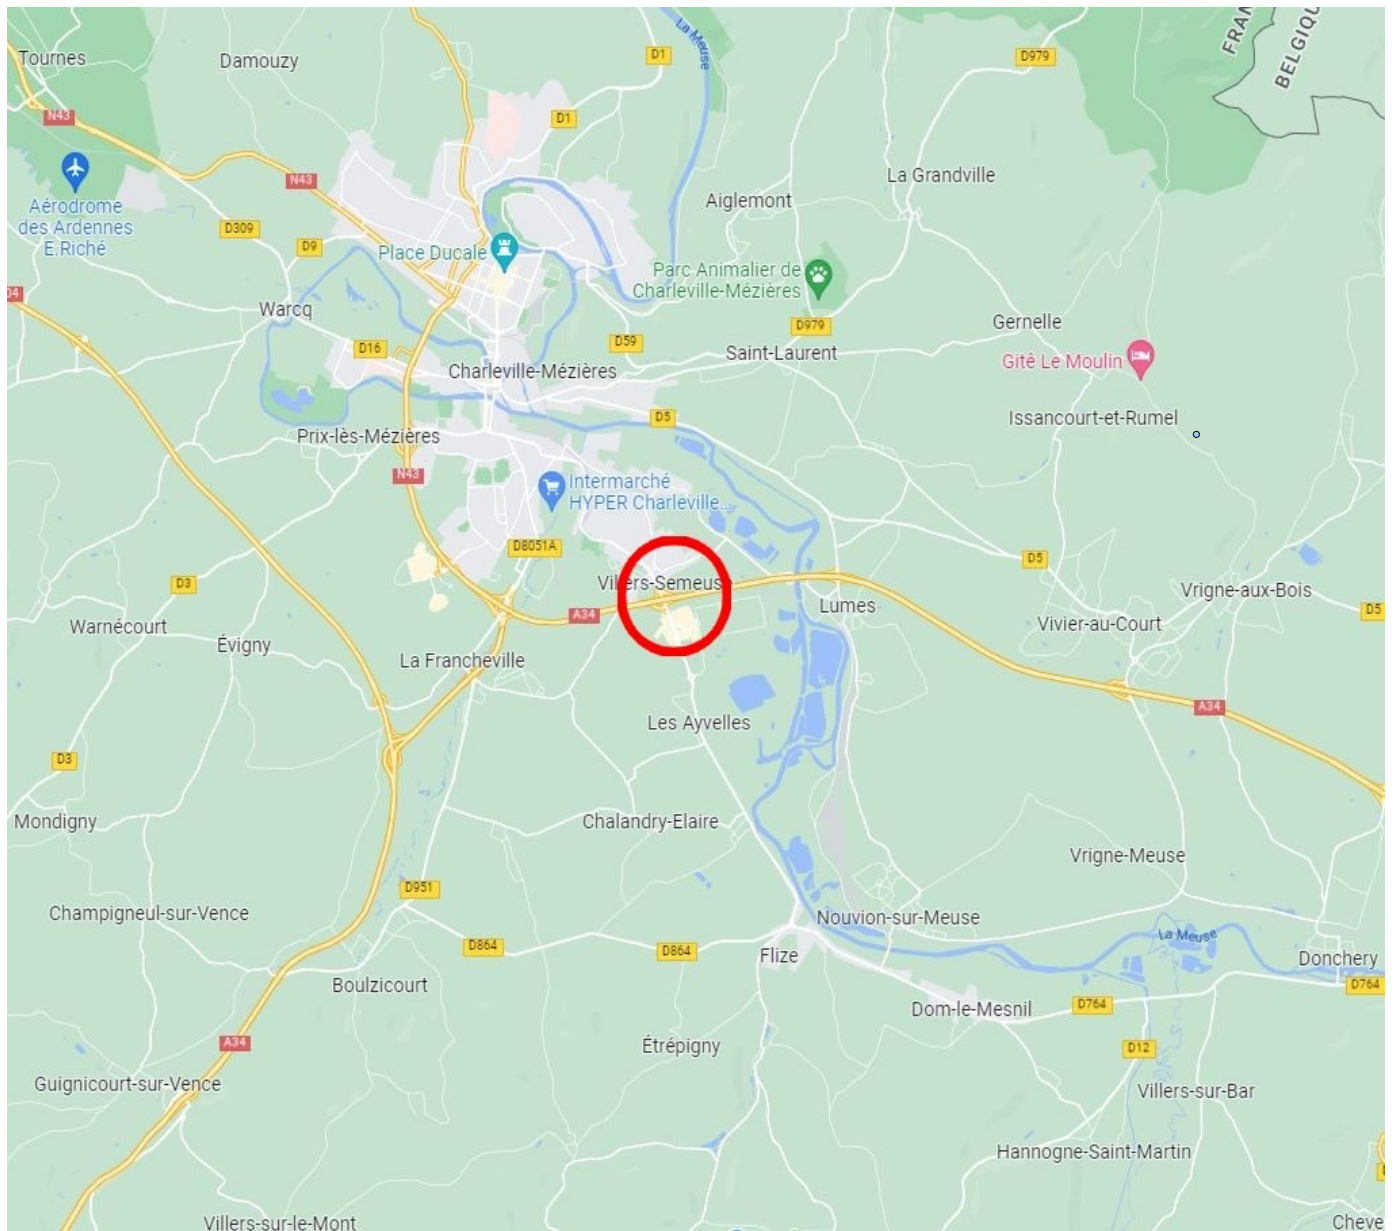 La Meuse
FRAN
BELGIQU
D1
D979
Tournes
Damouzy
N43
D1
N43
La Grandville
Aiglemont
Aérodrome
des Ardennes
E.Riché
D309
D9
Place Ducale
Parc Animalier de
Charleville-Mézières
04
Warcq
D979
Gernelle
D16
D59
Saint-Laurent
Gîte Le Moulin
Charleville-Mézières
D5
Issancourt-et-Rumel
Prix-lès-Mézières
N43
Intermarché
HYPER Charleville...
D8051A
D5
D3
Villers-Semeuse
Vrigne-aux-Bois
Lumes
D5
A34
Warnécourt
Vivier-au-Court
Évigny
La Francheville
A34
Les Ayvelles
D3
Mondigny
Chalandry-Elaire
Vrigne-Meuse
D951
Champigneul-sur-Vence
Nouvion-sur-Meuse
La Meuse
D864
D864
Flize
Donchery
Boulzicourt
D764
Dom-le-Mesnil
D764
A34
Étrépigny
D12
Guignicourt-sur-Vence
Villers-sur-Bar
Hannogne-Saint-Martin
Villers-sur-le-Mont
Cheve